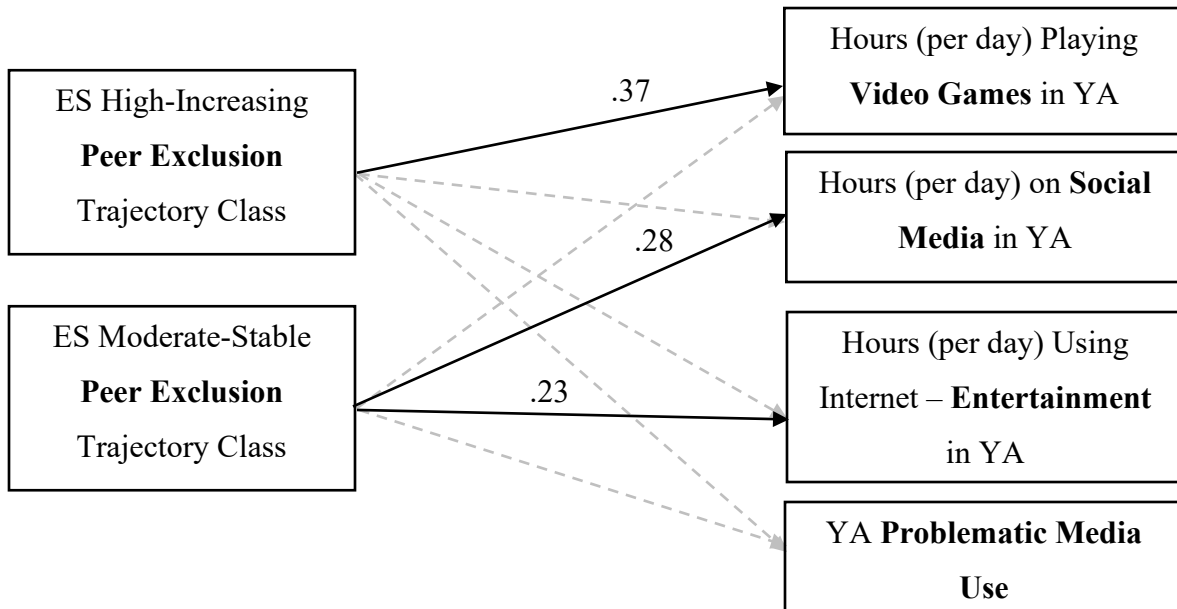 ES High-Increasing
Peer Exclusion
Trajectory Class
ES Moderate-Stable
Peer Exclusion
Trajectory Class
.37
.28
.23
Hours (per day) Playing
Video Games in YA
Hours (per day) on Social
Media in YA
Hours (per day) Using
Internet – Entertainment
in YA
YA Problematic Media
Use